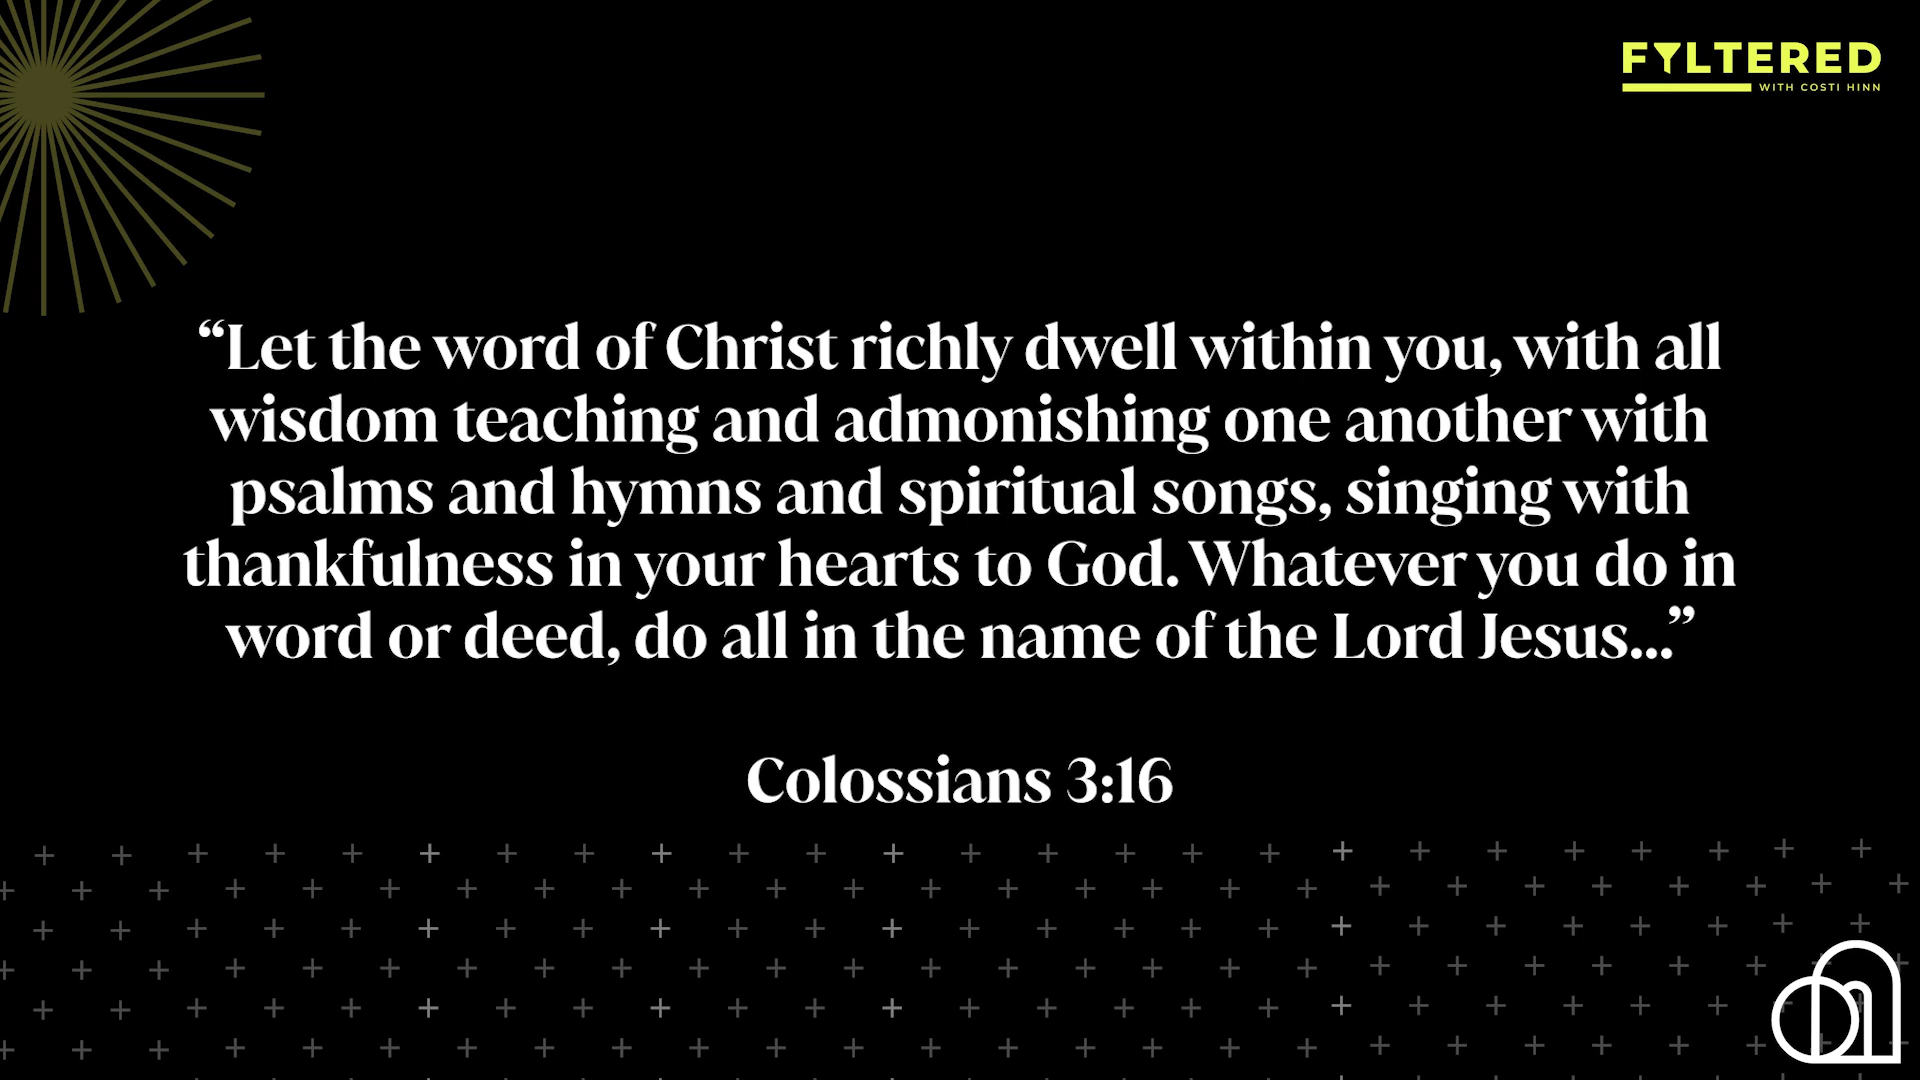 FILTERED
WITH COSTI HINN
“Let the word of Christ richly dwell within you, with all
wisdom teaching and admonishing one another with
psalms and hymns and spiritual songs, singing with
thankfulness in your hearts to God. Whatever you do in
word or deed, do all in the name of the Lord Jesus...”
Colossians 3:16